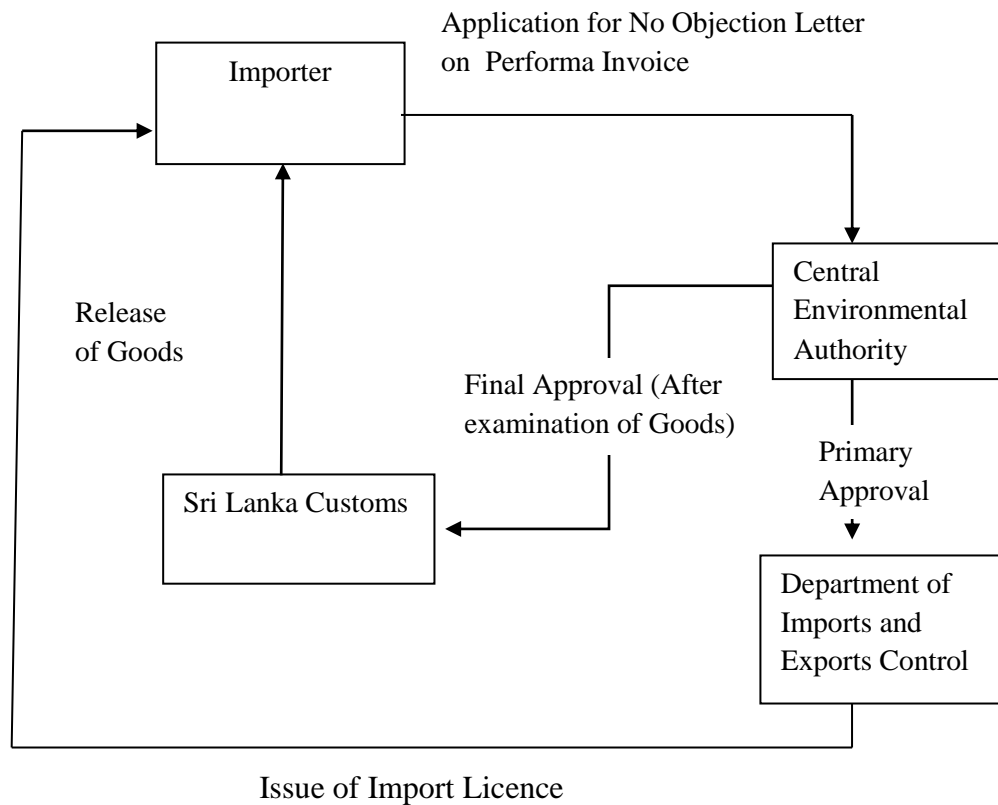 Application for No Objection Letter
on Performa Invoice
Importer
Central
Environmental
Authority
Release
of Goods
Final Approval (After
examination of Goods)
Primary
Approval
Sri Lanka Customs
Department of
Imports and
Exports Control
Issue of Import Licence